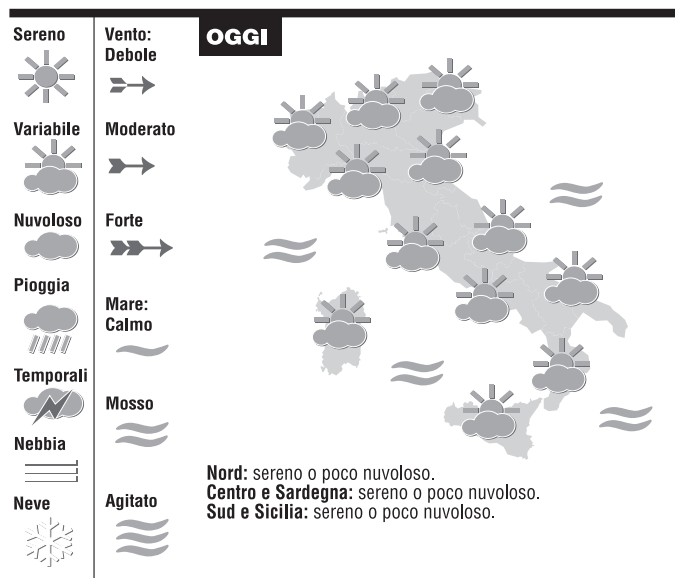 Sereno
Variabile
Nuvoloso
Pioggia
Temporali
Nebbia
Neve
Vento:
Debole
Moderato
Forte
Mare:
Calmo
Mosso
Agitato
OGGI
Nord: sereno o poco nuvoloso.
Centro e Sardegna: sereno o poco nuvoloso.
Sud e Sicilia: sereno o poco nuvoloso.